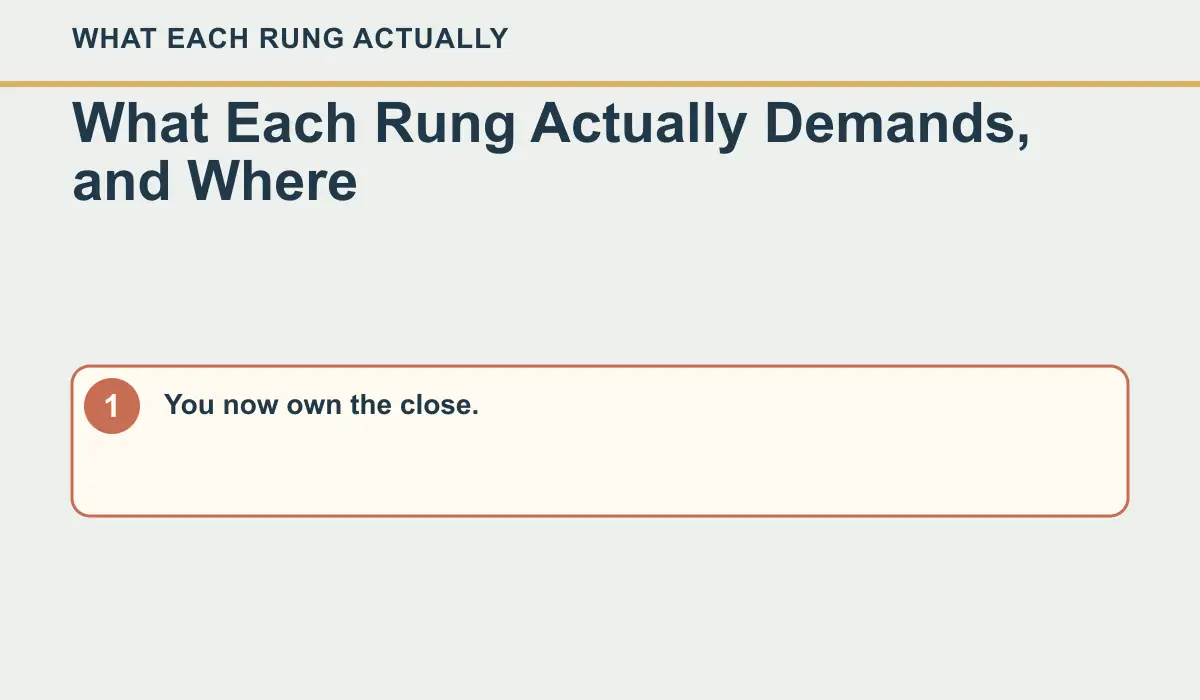 WHAT EACH RUNG ACTUALLY
What Each Rung Actually Demands,
and Where
1
You now own the close.